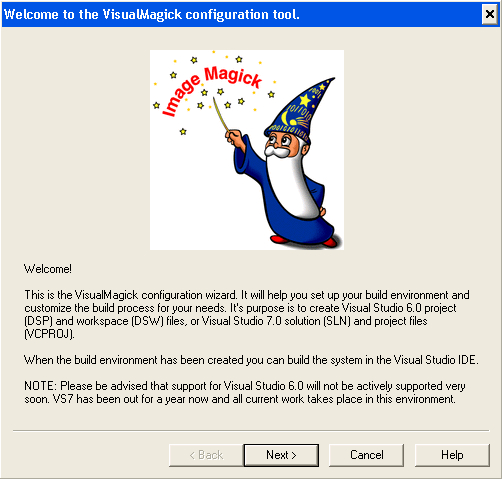 Welcome to the VisualMagick configuration tool.
Image Magick
Welcome!
This is the VisualMagick configuration wizard. It will help you set up your build environment and
customize the build process for your needs. It's purpose is to create Visual Studio 6.0 project
(DSP) and workspace (DSW) files, or Visual Studio 7.0 solution (SLN) and project files
(VCPROJ).
When the build environment has been created you can build the system in the Visual Studio IDE.
NOTE: Please be advised that support for Visual Studio 6.0 will not be actively supported very
soon. VS7 has been out for a year now and all current work takes place in this environment.
< Back Next > Cancel Help